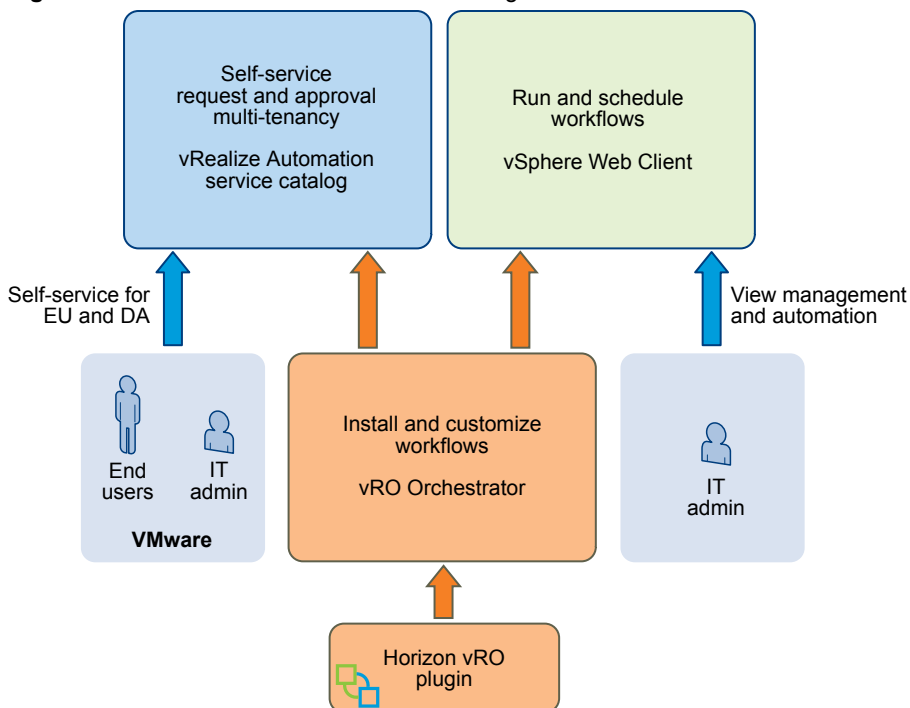 Self-service
request and approval
multi-tenancy
vRealize Automation
service catalog
Run and schedule
workflows
vSphere Web Client
Self-service for
EU and DA
View management
and automation
End
users
IT
admin
VMware
Install and customize
workflows
vRO Orchestrator
IT
admin
Horizon vRO
plugin